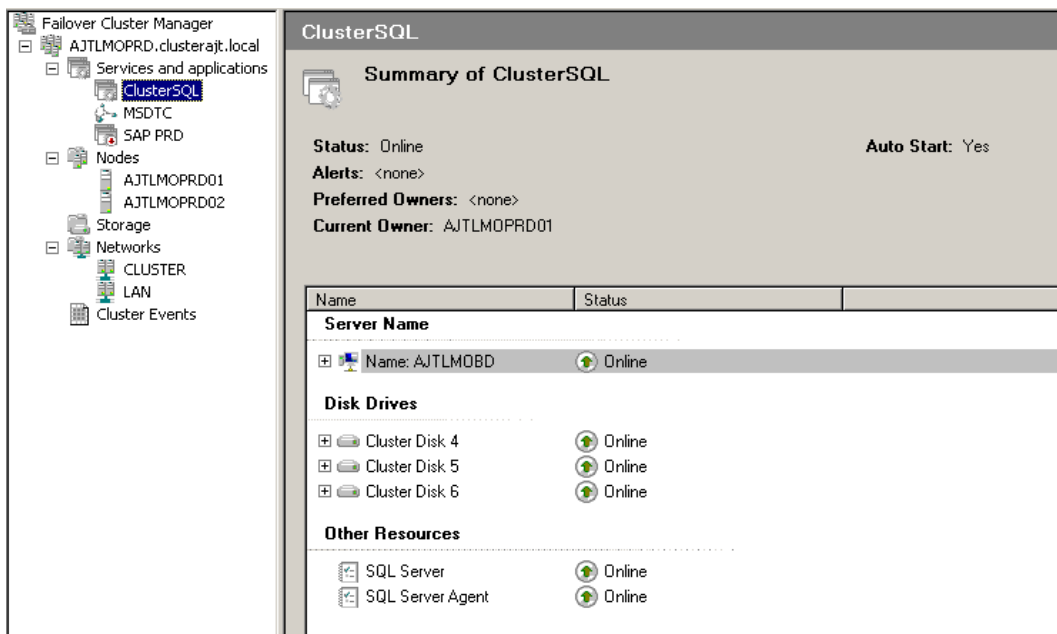 Failover Cluster Manager
AJTLMOPRD.clusterajt.local
Services and applications
ClusterSQL
MSDTC
SAP PRD
Nodes
AJTLMOPRD01
AJTLMOPRD02
Storage
Networks
CLUSTER
LAN
Cluster Events
ClusterSQL
Summary of ClusterSQL
Status: Online
Auto Start: Yes
Alerts: <none>
Preferred Owners: <none>
Current Owner: AJTLMOPRD01
Name Status
Server Name
Name: AJTLMOBD Online
Disk Drives
Cluster Disk 4 Online
Cluster Disk 5 Online
Cluster Disk 6 Online
Other Resources
SQL Server Online
SQL Server Agent Online